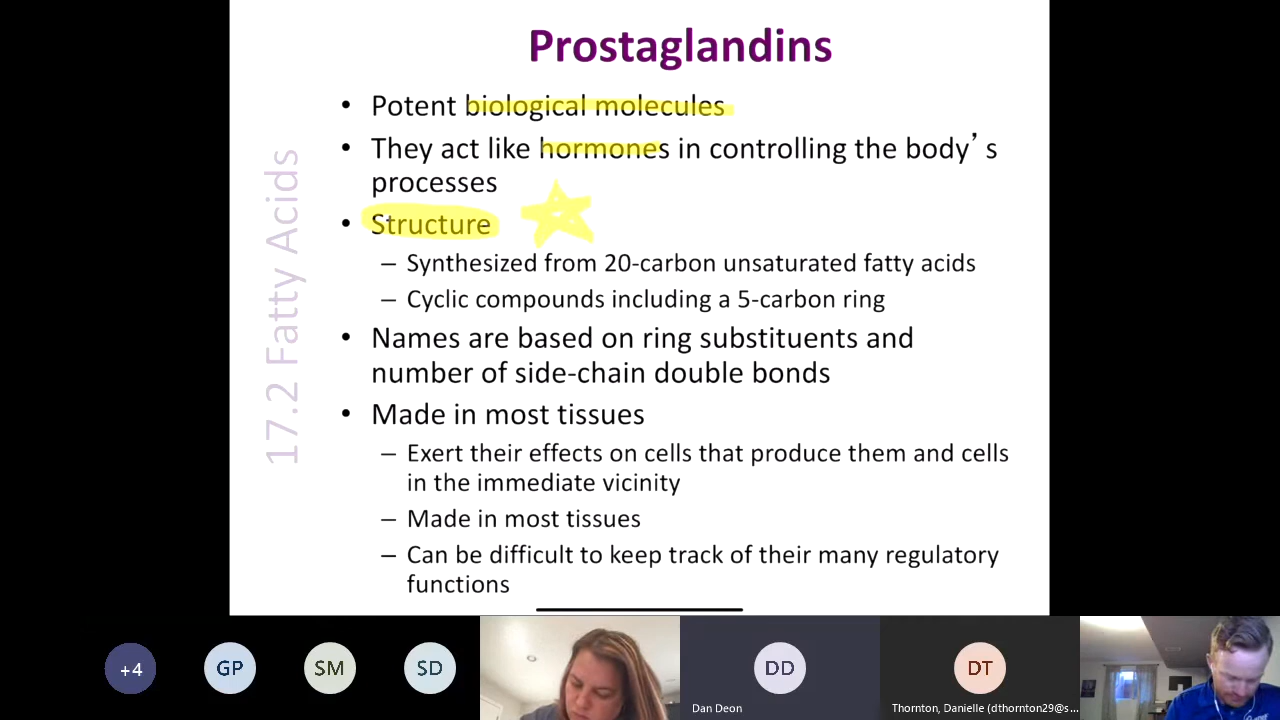 Prostaglandins
• Potent biological molecules
• They act like hormones in controlling the body’s
processes
• Structure
– Synthesized from 20-carbon unsaturated fatty acids
– Cyclic compounds including a 5-carbon ring
• Names are based on ring substituents and
number of side-chain double bonds
• Made in most tissues
– Exert their effects on cells that produce them and cells
in the immediate vicinity
– Made in most tissues
– Can be difficult to keep track of their many regulatory
functions
17.2 Fatty Acids
+4
GP
SM
SD
DD
Dan Deon
DT
Thornton, Danielle (dthornton29@s...